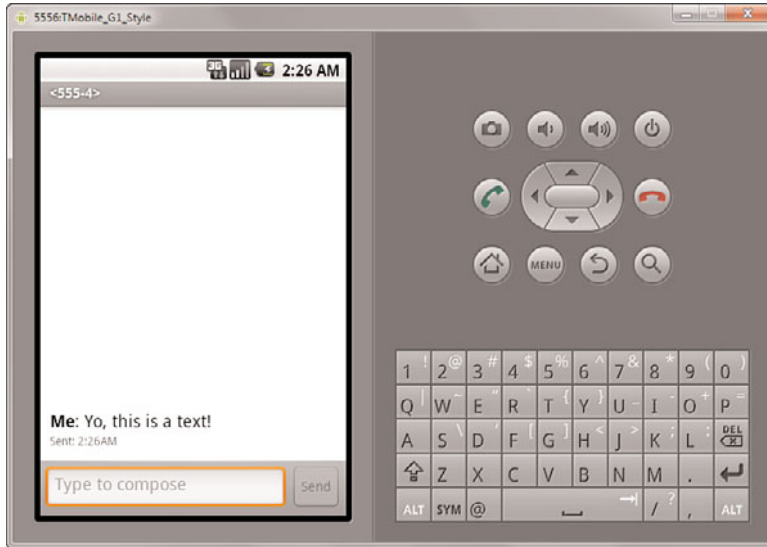 5556:TMobile_G1_Style
3G 2:26 AM
<555-4>
Me: Yo, this is a text!
Sent: 2:26AM
Type to compose Send
MENU
1 ! 2 @ 3 # 4 $ 5 % 6 ^ 7 & 8 * 9 ( 0 )
Q | W ~ E " R ` T { Y } U _ I - O + P =
A S \ D ' F [ G ] H < J > K ; L : DEL
Z X C V B N M .
ALT SYM @ / ? , ALT